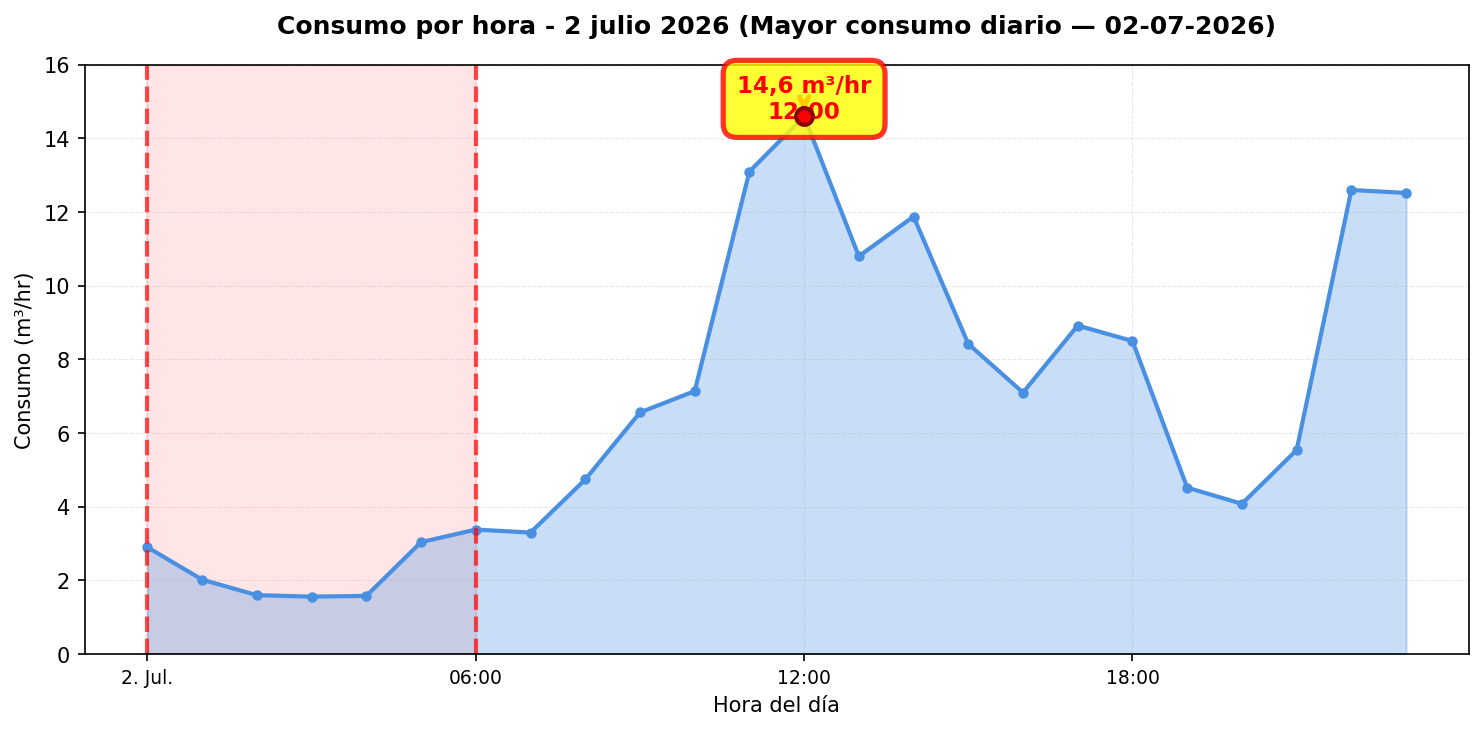 Consumo por hora - 2 julio 2026 (Mayor consumo diario — 02-07-2026)
14,6 m³/hr
12:00
Consumo (m³/hr)
16
14
12
10
8
6
4
2
0
2. Jul.
06:00
12:00
18:00
Hora del día